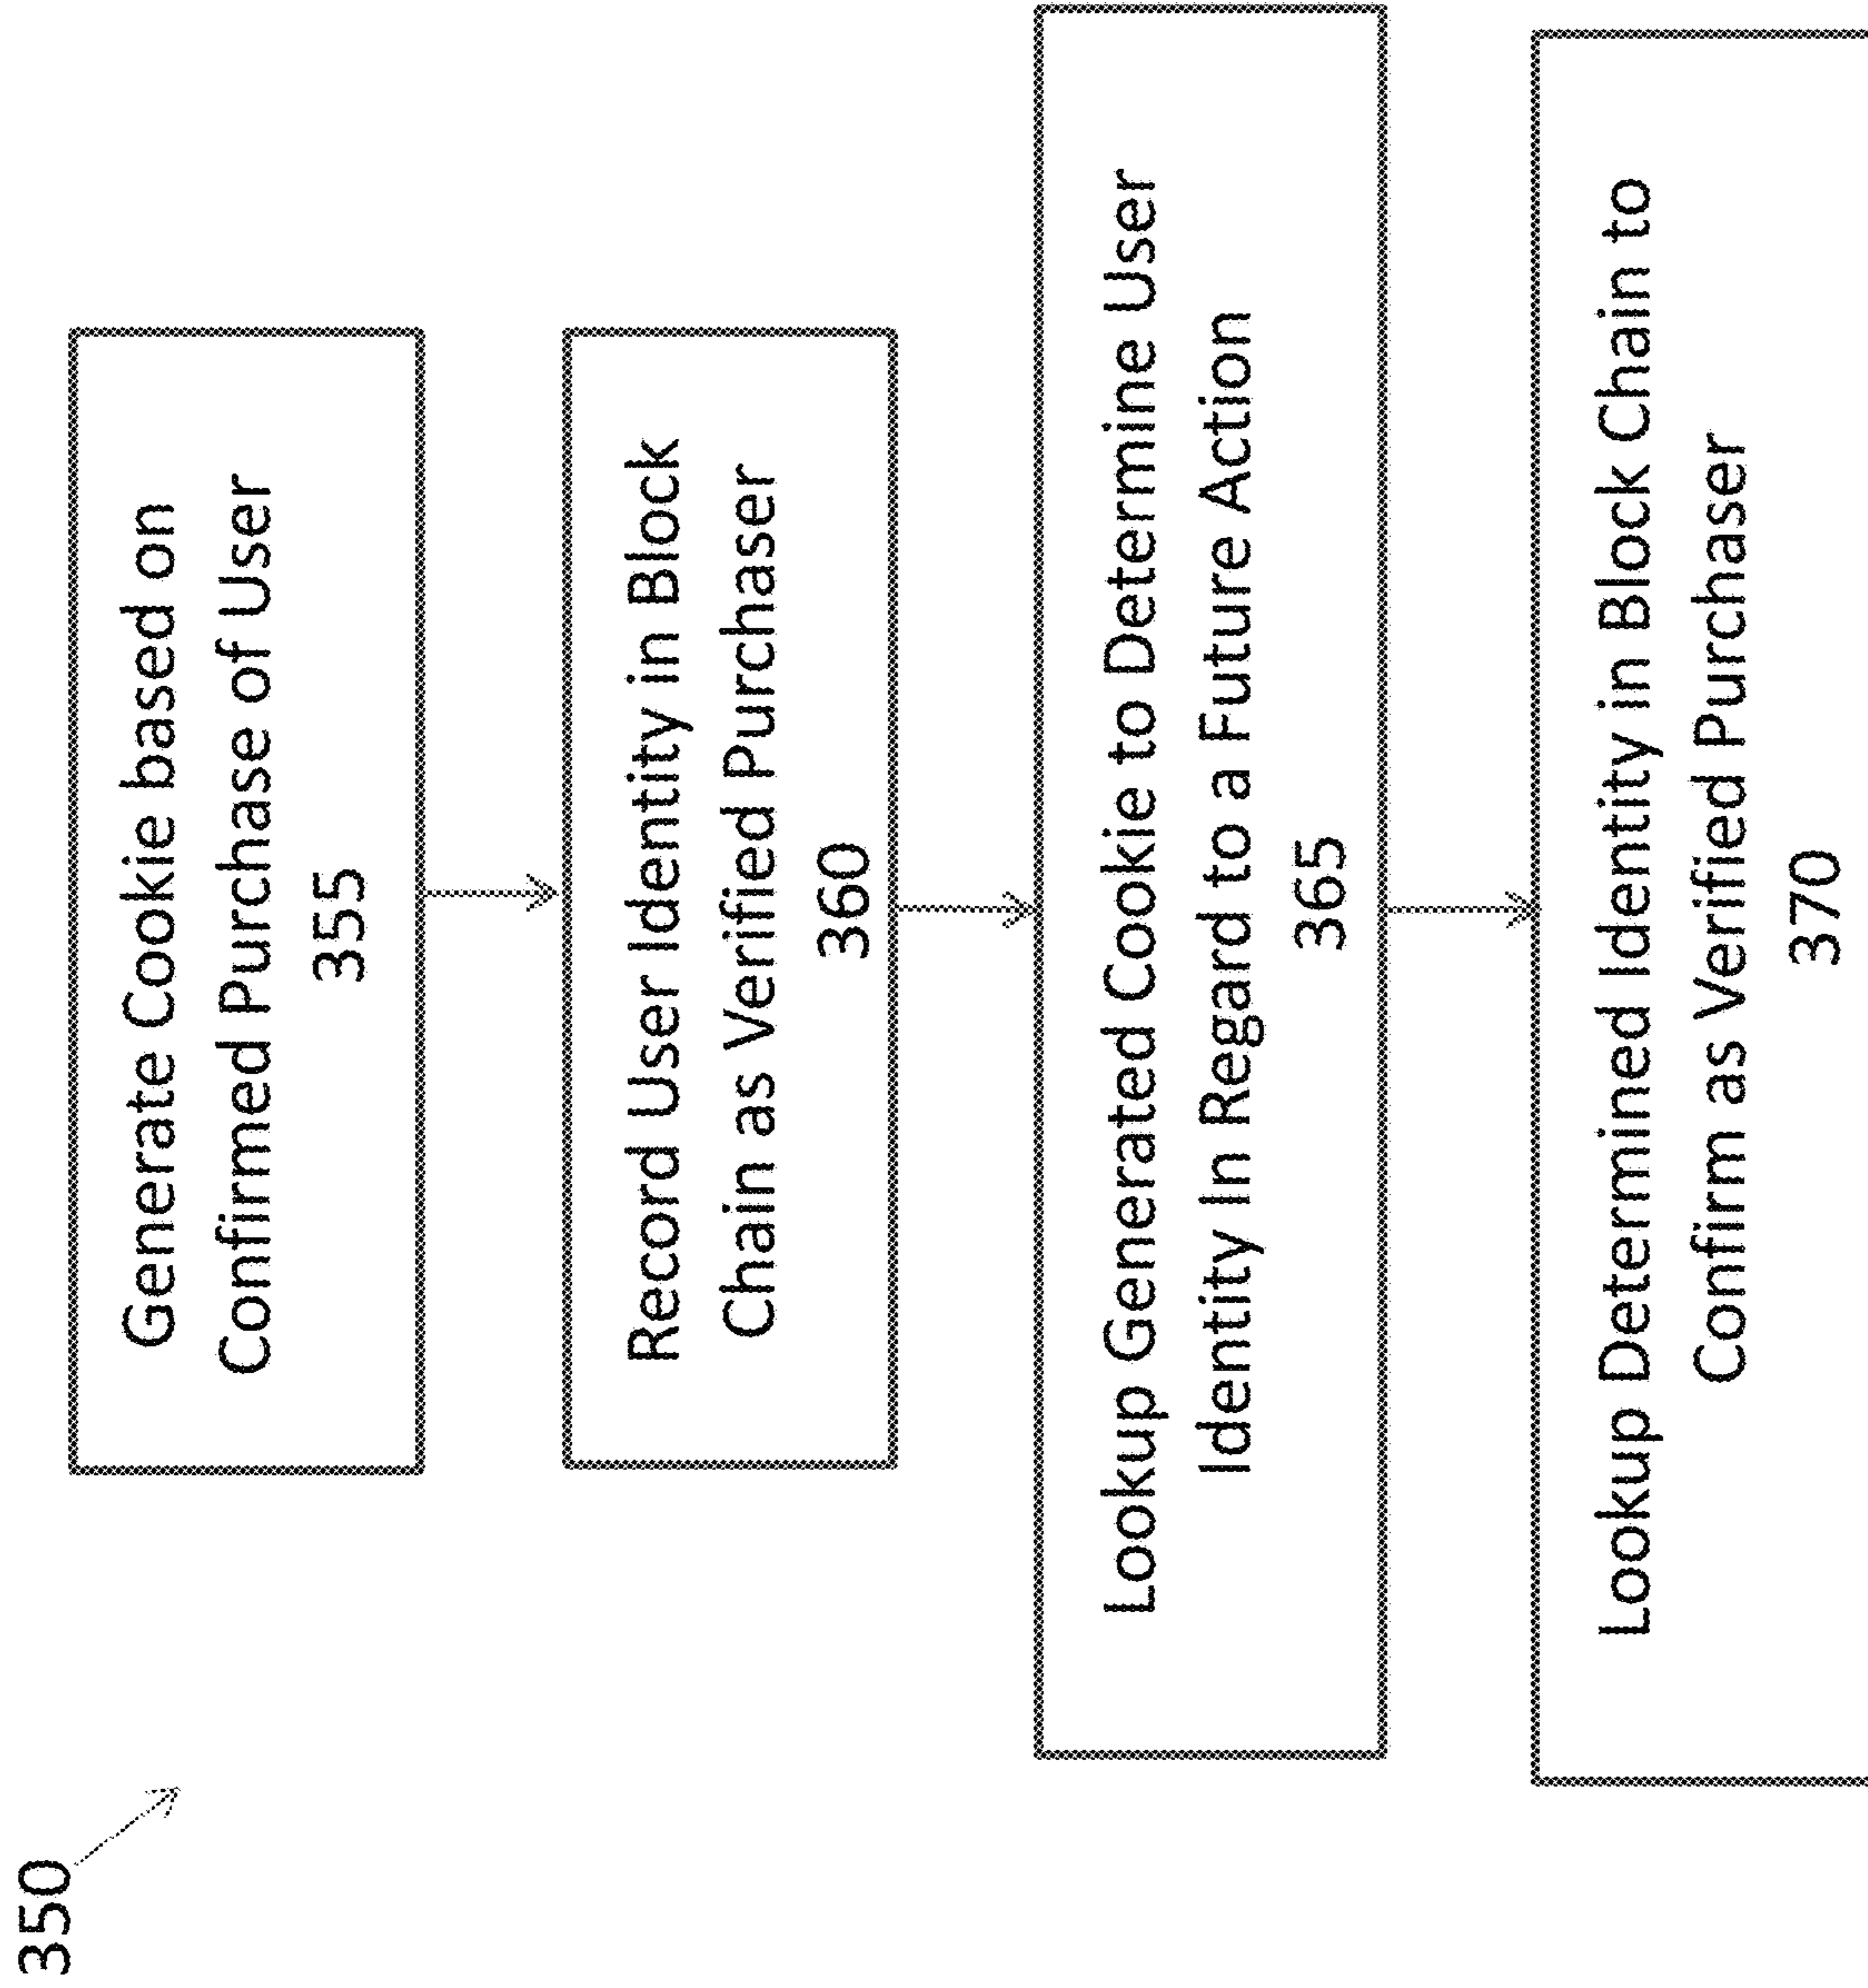 350
Generate Cookie based on
Confirmed Purchase of User
355
Record User Identity in Block
Chain as Verified Purchaser
360
Lookup Generated Cookie to Determine User
Identity In Regard to a Future Action
365
Lookup Determined Identity in Block Chain to
Confirm as Verified Purchaser
370